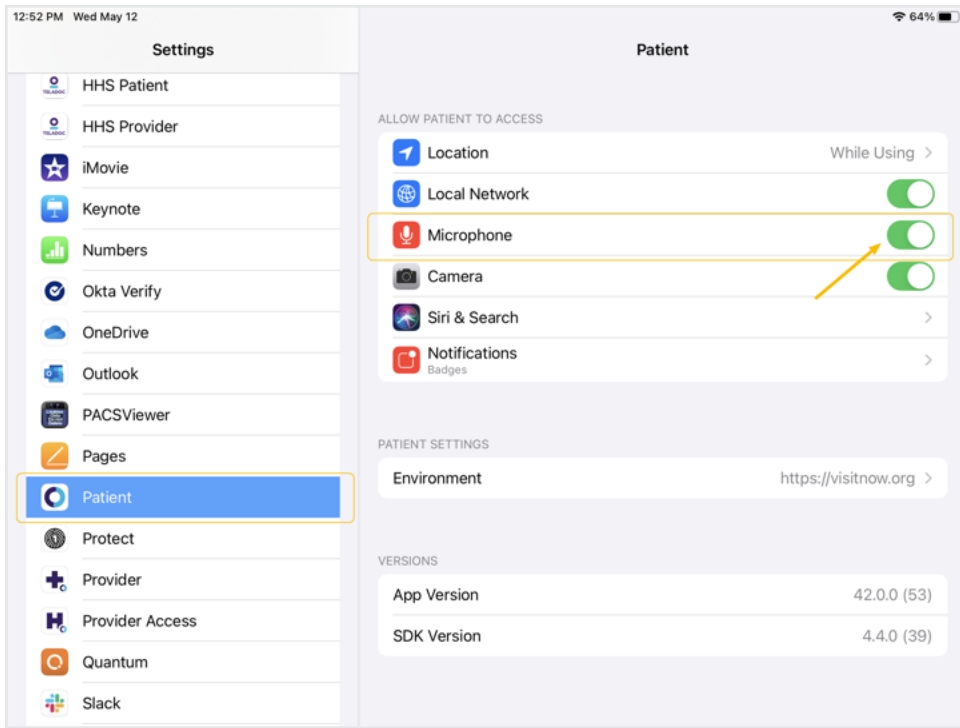 12:52 PM Wed May 12
64%
Settings
Patient
HHS Patient
HHS Provider
iMovie
Keynote
Numbers
Okta Verify
OneDrive
Outlook
PACSViewer
Pages
Patient
Protect
Provider
Provider Access
Quantum
Slack
ALLOW PATIENT TO ACCESS
Location While Using
Local Network
Microphone
Camera
Siri & Search
Notifications
Badges
PATIENT SETTINGS
Environment https://visitnow.org
VERSIONS
App Version 42.0.0 (53)
SDK Version 4.4.0 (39)